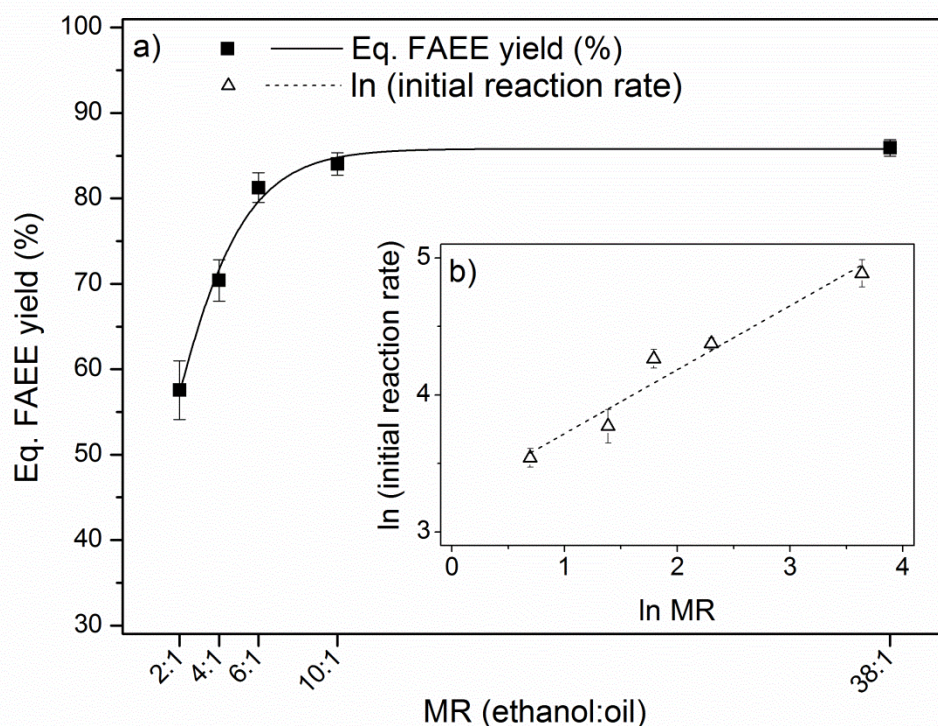 a)
Eq. FAEE yield (%)
ln (initial reaction rate)
100
90
80
70
60
50
40
30
Eq. FAEE yield (%)
2:1
4:1
6:1
10:1
38:1
MR (ethanol:oil)
b)
5
4
3
ln (initial reaction rate)
0
1
2
3
4
ln MR